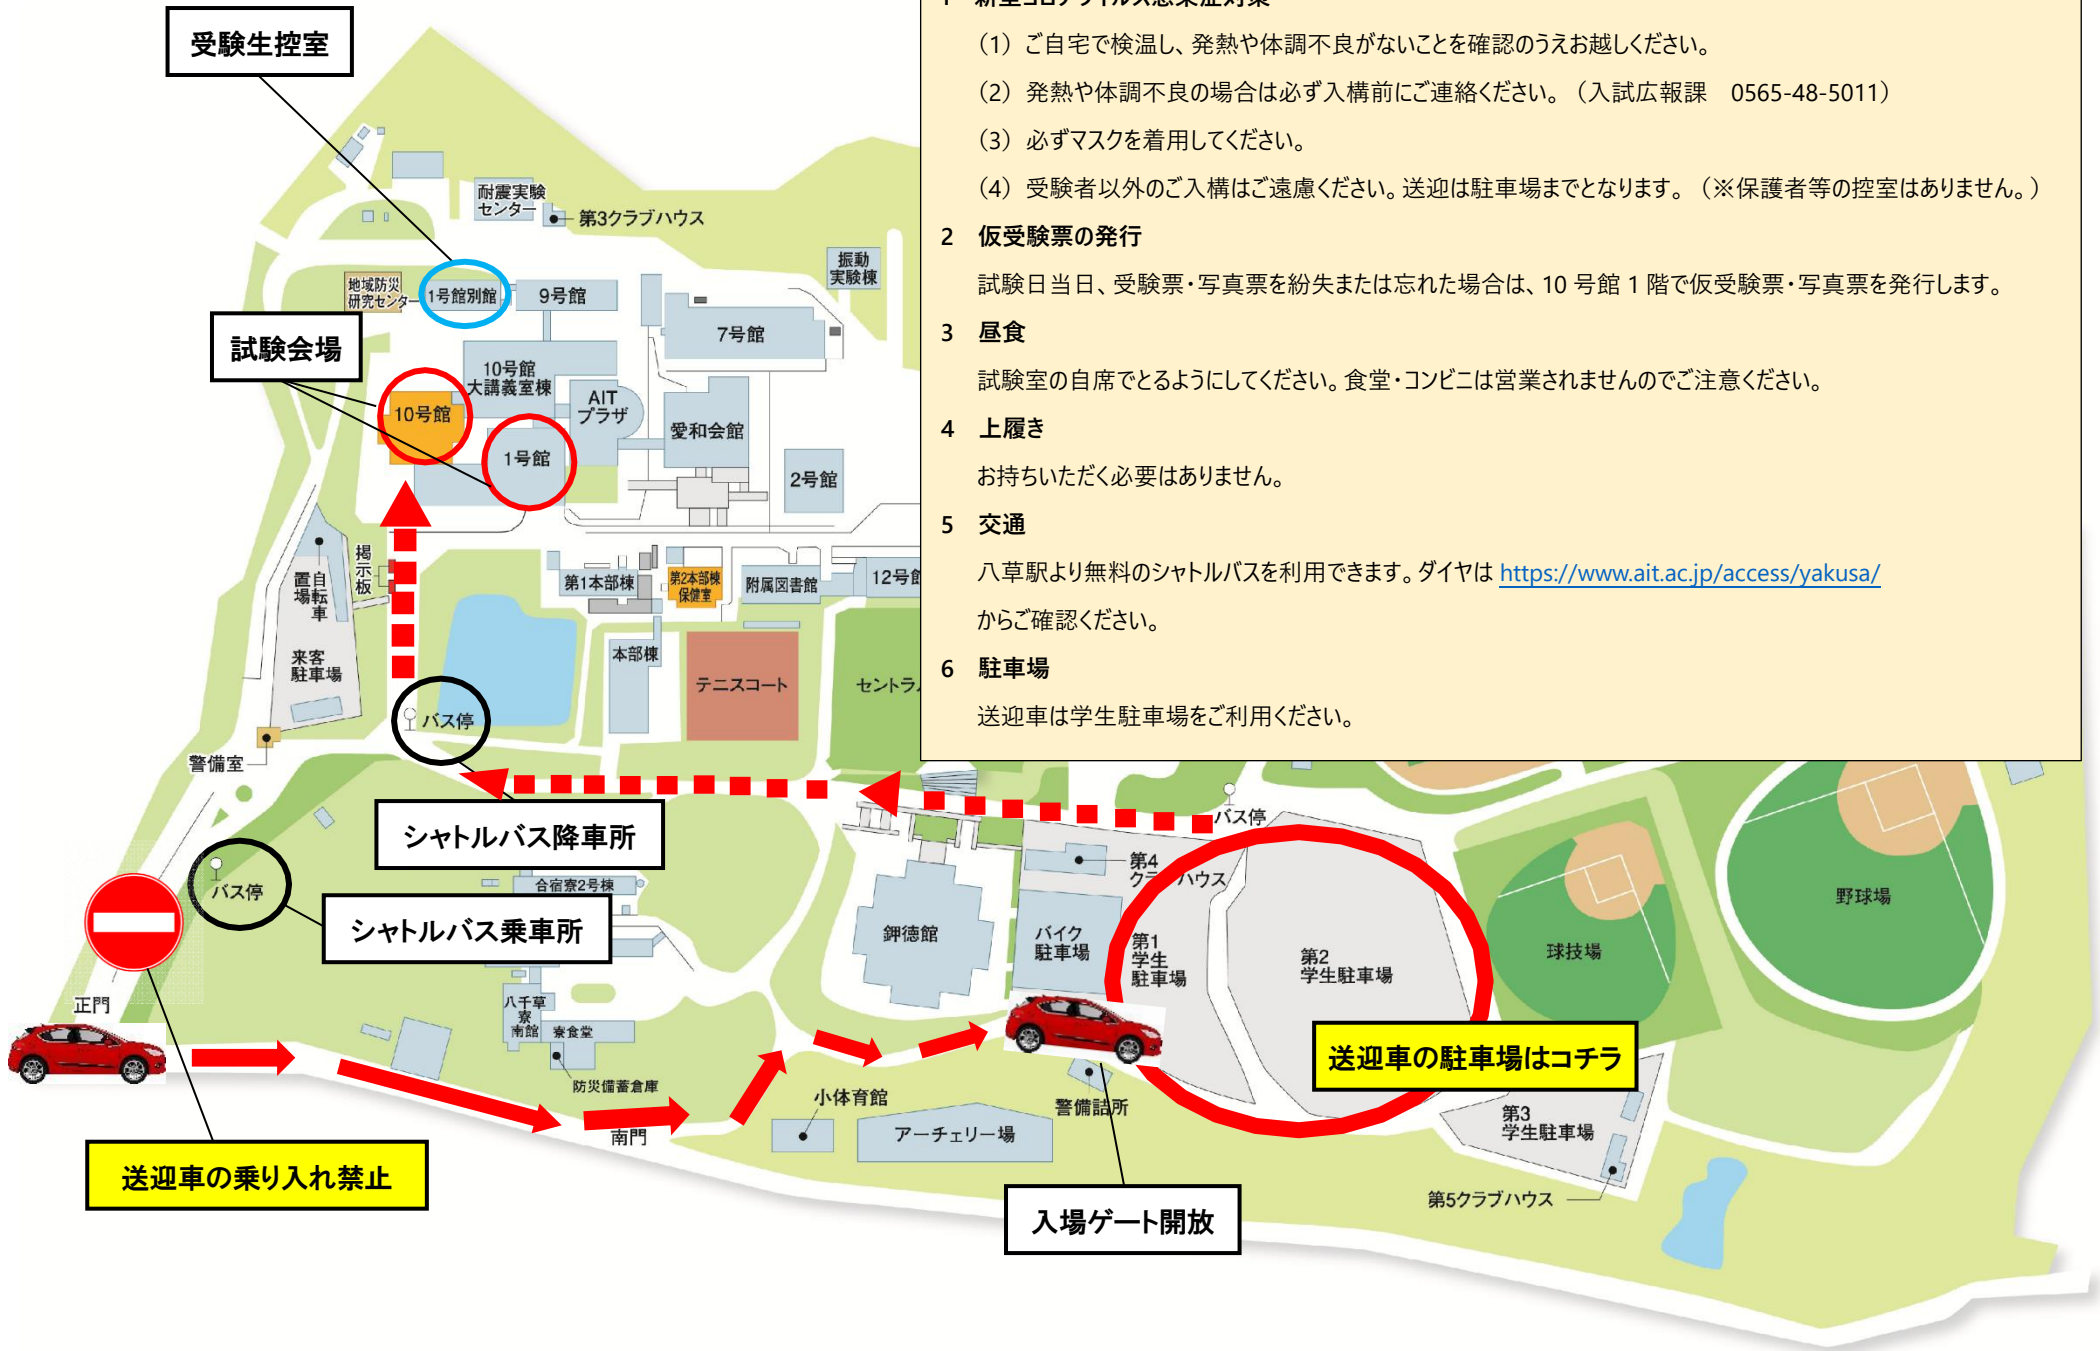 1 新型コロナウイルス感染症対策
(1) ご自宅で検温し、発熱や体調不良がないことを確認のうえお越しください。
(2) 発熱や体調不良の場合は必ず入構前にご連絡ください。（入試広報課　0565-48-5011）
(3) 必ずマスクを着用してください。
(4) 受験者以外のご入構はご遠慮ください。送迎は駐車場までとなります。（※保護者等の控室はありません。）
2 仮受験票の発行
試験日当日、受験票・写真票を紛失または忘れた場合は、10 号館 1 階で仮受験票・写真票を発行します。
3 昼食
試験室の自席でとるようにしてください。食堂・コンビニは営業されませんのでご注意ください。
4 上履き
お持ちいただく必要はありません。
5 交通
八草駅より無料のシャトルバスを利用できます。ダイヤは https://www.ait.ac.jp/access/yakusa/
からご確認ください。
6 駐車場
送迎車は学生駐車場をご利用ください。
受験生控室
耐震実験
センター
第3クラブハウス
振動
実験棟
地域防災
研究センター
1号館別館
9号館
7号館
試験会場
10号館
大講義室棟
AIT
プラザ
10号館
愛和会館
1号館
2号館
掲示板
自転車
置場
第1本部棟
第2本部棟
保健室
附属図書館
12号館
来客
駐車場
本部棟
テニスコート
セントラル
バス停
警備室
シャトルバス降車所
バス停
第4
クラブハウス
バス停
合宿寮2号棟
シャトルバス乗車所
鉀徳館
バイク
駐車場
第1
学生
駐車場
第2
学生駐車場
球技場
野球場
正門
八千草
寮
南館
寮食堂
送迎車の駐車場はコチラ
防災備蓄倉庫
小体育館
警備詰所
南門
アーチェリー場
第3
学生駐車場
送迎車の乗り入れ禁止
入場ゲート開放
第5クラブハウス